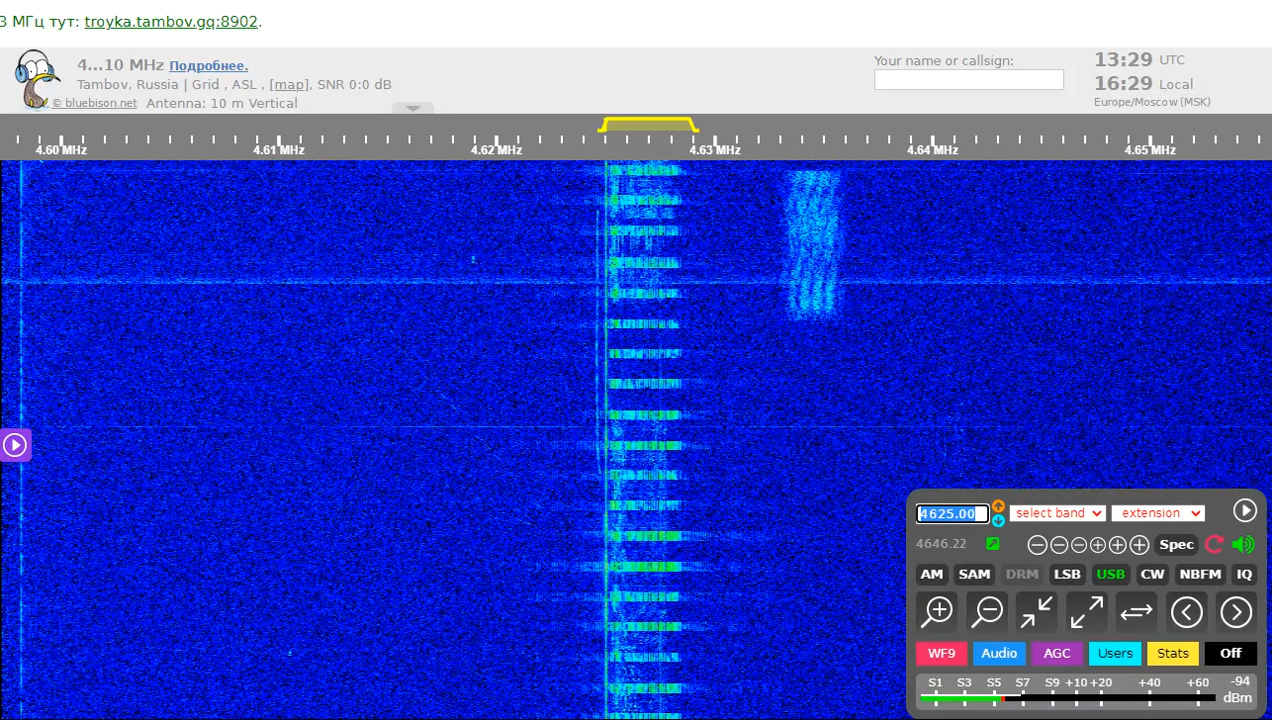 3 МГц тут: troyka.tambov.gq:8902.
4...10 MHz Подробнее.
Tambov, Russia | Grid , ASL , [map], SNR 0:0 dB
© bluebison.net Antenna: 10 m Vertical
Your name or callsign:
13:29 UTC
16:29 Local
Europe/Moscow (MSK)
4.60 MHz 4.61 MHz 4.62 MHz 4.63 MHz 4.64 MHz 4.65 MHz
4625.00 select band extension
4646.22 Spec
AM SAM DRM LSB USB CW NBFM IQ
WF9 Audio AGC Users Stats Off
S1 S3 S5 S7 S9 +10 +20 +40 +60 -94
dBm